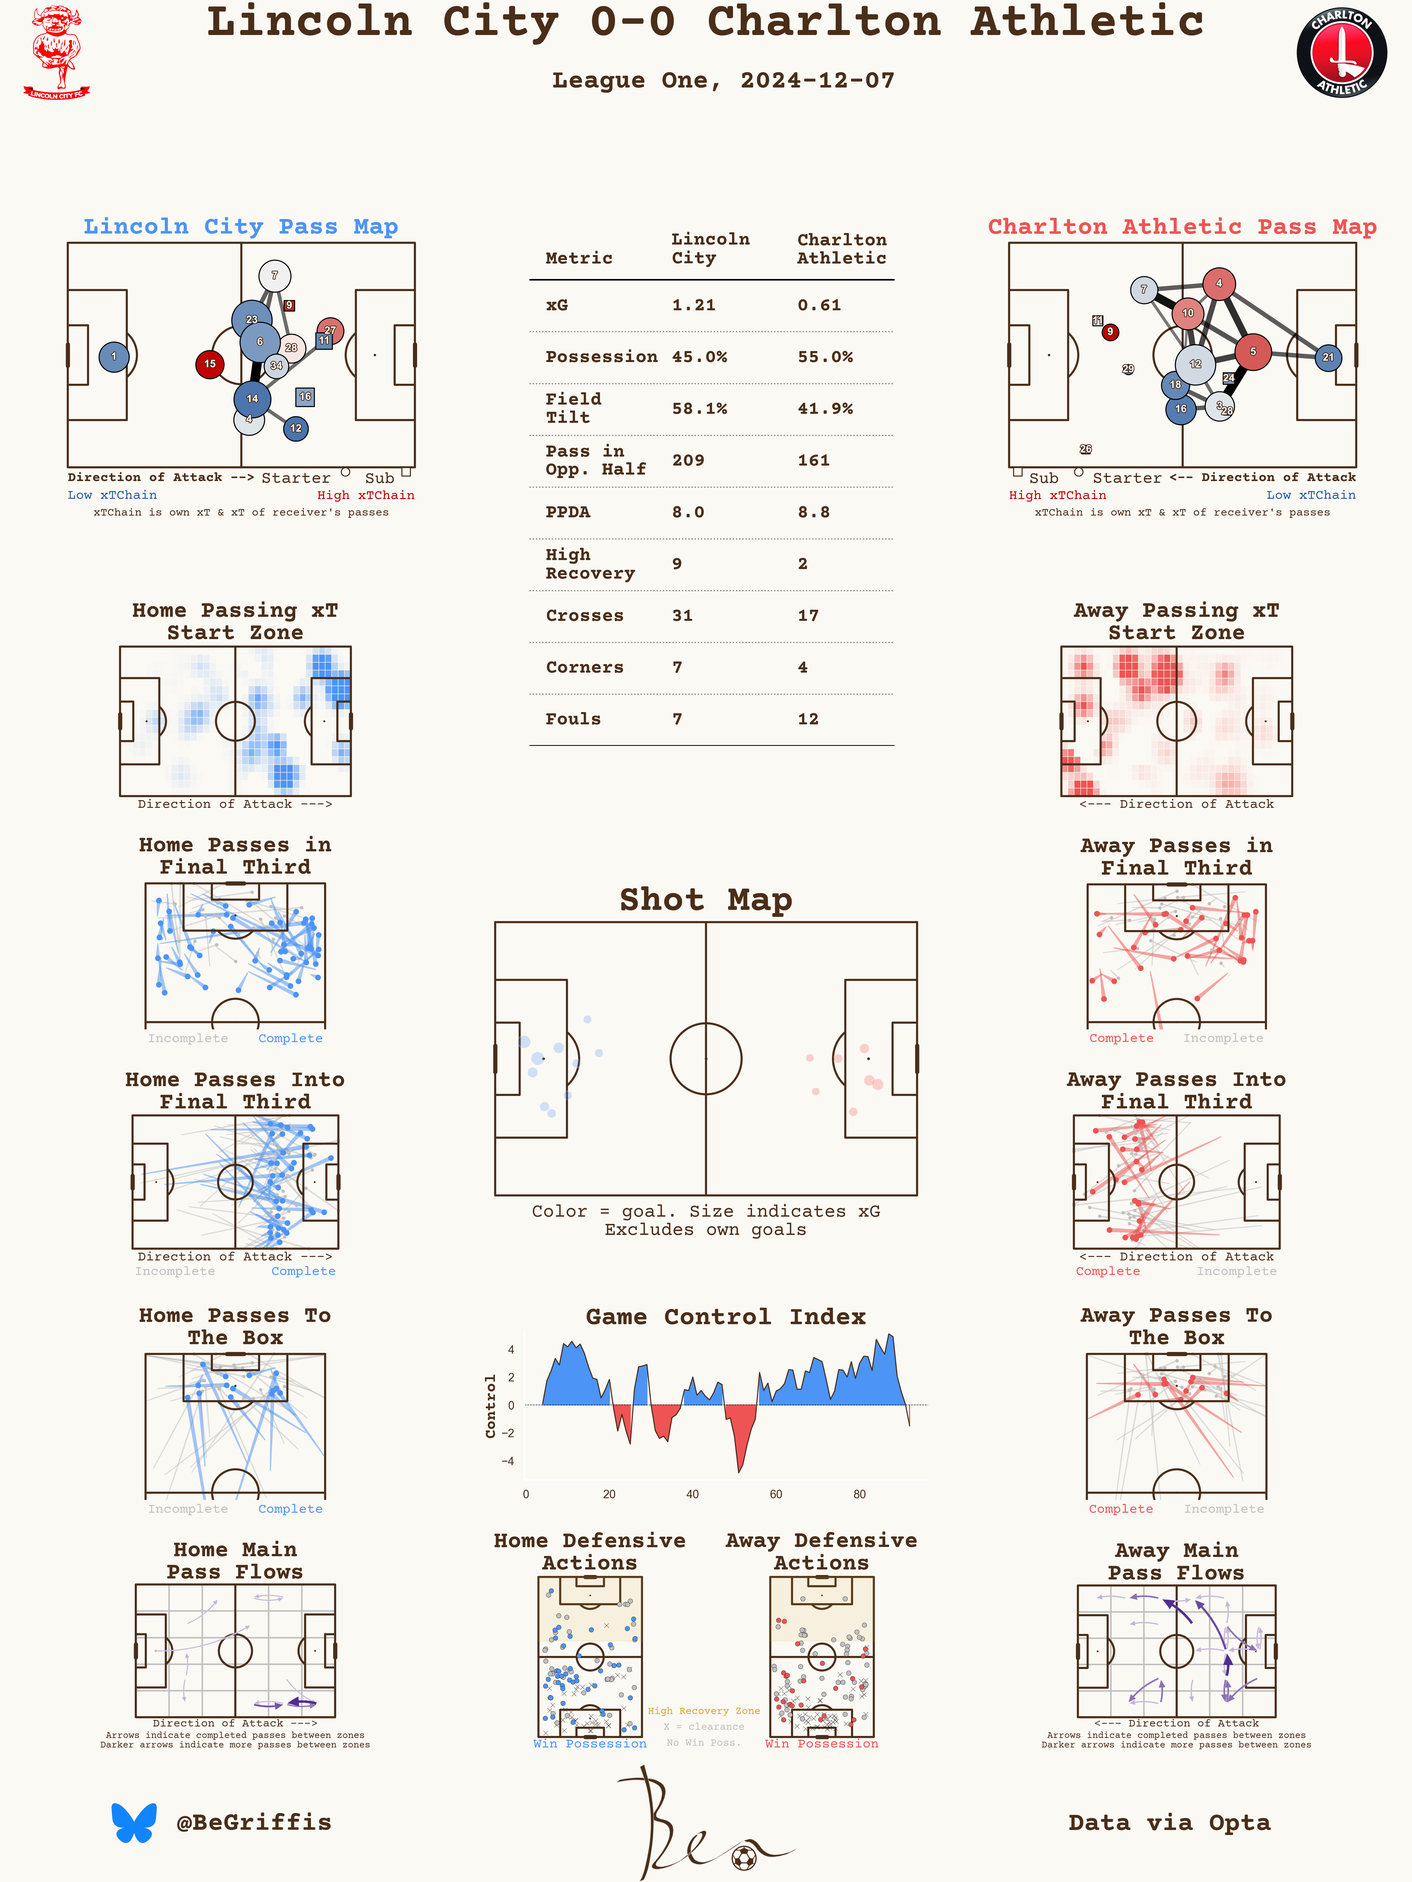 Lincoln City 0-0 Charlton Athletic
League One, 2024-12-07
LINCOLN CITY FC
CHARLTON
ATHLETIC
Lincoln City Pass Map
7
9
23
27
6
11
28
1
15
34
16
14
4
12
Direction of Attack --> Starter Sub
Low xTChain High xTChain
xTChain is own xT & xT of receiver's passes
Metric Lincoln City Charlton Athletic
xG 1.21 0.61
Possession 45.0% 55.0%
Field Tilt 58.1% 41.9%
Pass in Opp. Half 209 161
PPDA 8.0 8.8
High Recovery 9 2
Crosses 31 17
Corners 7 4
Fouls 7 12
Charlton Athletic Pass Map
4
7
10
11
9
5
21
12
29
24
18
16
3
28
26
Sub Starter <-- Direction of Attack
High xTChain Low xTChain
xTChain is own xT & xT of receiver's passes
Home Passing xT
Start Zone
Direction of Attack --->
Away Passing xT
Start Zone
<--- Direction of Attack
Home Passes in
Final Third
Incomplete Complete
Away Passes in
Final Third
Complete Incomplete
Shot Map
Color = goal. Size indicates xG
Excludes own goals
Home Passes Into
Final Third
Direction of Attack --->
Incomplete Complete
Away Passes Into
Final Third
<--- Direction of Attack
Complete Incomplete
Home Passes To
The Box
Incomplete Complete
Game Control Index
Control
4
2
0
−2
−4
0 20 40 60 80
Away Passes To
The Box
Complete Incomplete
Home Main
Pass Flows
Direction of Attack --->
Arrows indicate completed passes between zones
Darker arrows indicate more passes between zones
Home Defensive
Actions
Win Possession
Away Defensive
Actions
Win Possession
High Recovery Zone
X = clearance
No Win Poss.
Away Main
Pass Flows
<--- Direction of Attack
Arrows indicate completed passes between zones
Darker arrows indicate more passes between zones
@BeGriffis
Ben
Data via Opta